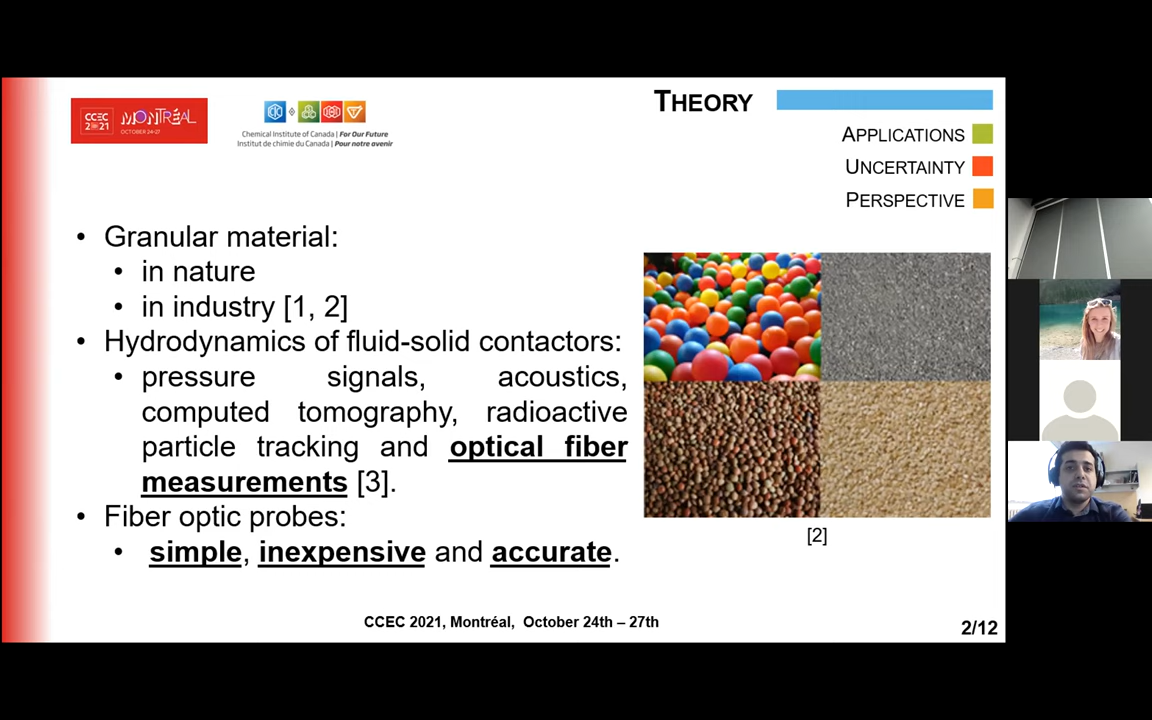 CCEC
2021
MONTRÉAL
OCTOBER 24-27
Chemical Institute of Canada | For Our Future
Institut de chimie du Canada | Pour notre avenir
THEORY
APPLICATIONS
UNCERTAINTY
PERSPECTIVE
• Granular material:
• in nature
• in industry [1, 2]
• Hydrodynamics of fluid-solid contactors:
• pressure signals, acoustics,
computed tomography, radioactive
particle tracking and optical fiber
measurements [3].
• Fiber optic probes:
• simple, inexpensive and accurate.
[2]
CCEC 2021, Montréal, October 24th – 27th
2/12